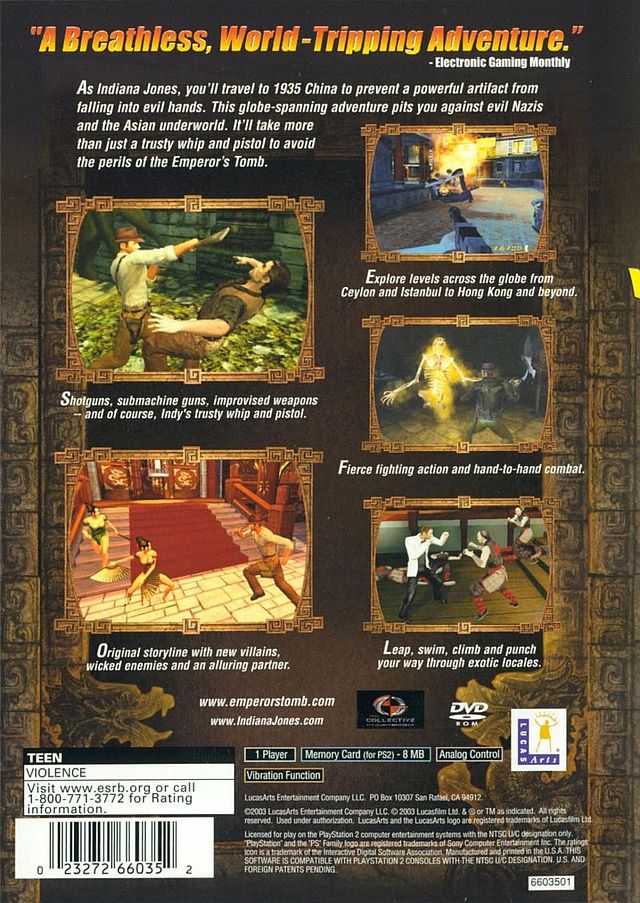 "A Breathless, World-Tripping Adventure."
- Electronic Gaming Monthly
As Indiana Jones, you'll travel to 1935 China to prevent a powerful artifact from
falling into evil hands. This globe-spanning adventure pits you against evil Nazis
and the Asian underworld. It'll take more
than just a trusty whip and pistol to avoid
the perils of the Emperor's Tomb.
Explore levels across the globe from
Ceylon and Istanbul to Hong Kong and beyond.
Shotguns, submachine guns, improvised weapons
-- and of course, Indy's trusty whip and pistol.
Fierce fighting action and hand-to-hand combat.
Original storyline with new villains,
wicked enemies and an alluring partner.
Leap, swim, climb and punch
your way through exotic locales.
www.emperorstomb.com
www.IndianaJones.com
COLLECTIVE
DVD
ROM
LUCAS
Arts
TEEN
VIOLENCE
Visit www.esrb.org or call
1-800-771-3772 for Rating
information.
1 Player
Memory Card (for PS2) - 8 MB
Analog Control
Vibration Function
LucasArts Entertainment Company LLC. PO Box 10307 San Rafael, CA 94912.
©2003 LucasArts Entertainment Company LLC. © 2003 Lucasfilm Ltd. & ® or TM as indicated. All rights
reserved. Used under authorization. LucasArts and the LucasArts logo are registered trademarks of Lucasfilm Ltd.
Licensed for play on the PlayStation 2 computer entertainment systems with the NTSC U/C designation only.
"PlayStation" and the "PS" Family logo are registered trademarks of Sony Computer Entertainment Inc. The ratings
icon is a trademark of the Interactive Digital Software Association. Manufactured and printed in the U.S.A. THIS
SOFTWARE IS COMPATIBLE WITH PLAYSTATION 2 CONSOLES WITH THE NTSC U/C DESIGNATION. U.S. AND
FOREIGN PATENTS PENDING.
0 23272 66035 2
6603501